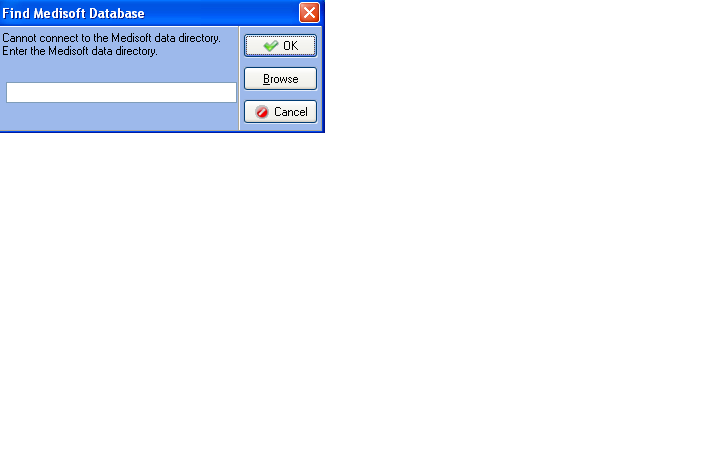 Find Medisoft Database
Cannot connect to the Medisoft data directory.
Enter the Medisoft data directory.
OK
Browse
Cancel